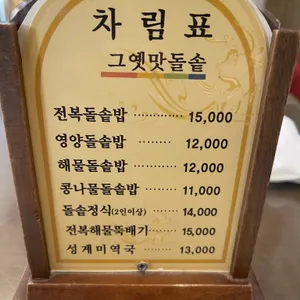 차림표
그옛맛돌솥
전복돌솥밥 ············ 15,000
영양돌솥밥 ········· 12,000
해물돌솥밥 ········· 12,000
콩나물돌솥밥 ······ 11,000
돌솥정식(2인이상) ······ 14,000
전복해물뚝배기 ······ 15,000
성게미역국 ········ 13,000